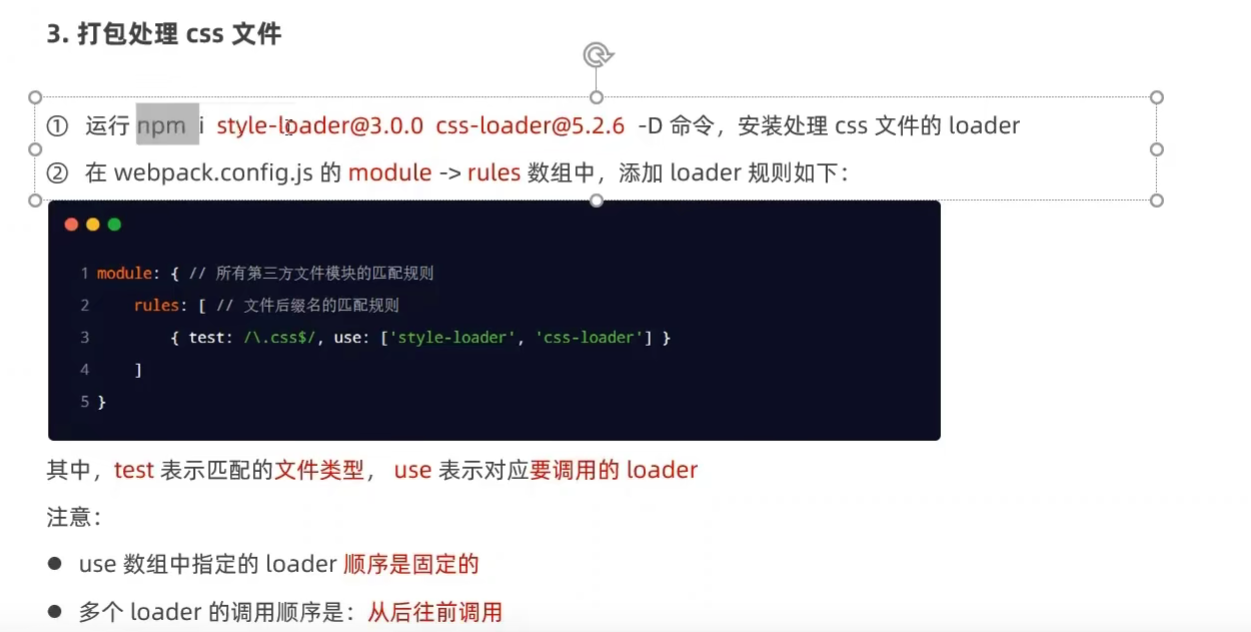 3. 打包处理 css 文件
① 运行 npm i style-loader@3.0.0 css-loader@5.2.6 -D 命令，安装处理 css 文件的 loader
② 在 webpack.config.js 的 module -> rules 数组中，添加 loader 规则如下：
1 module: { // 所有第三方文件模块的匹配规则
2     rules: [ // 文件后缀名的匹配规则
3         { test: /\.css$/, use: ['style-loader', 'css-loader'] }
4     ]
5 }
其中，test 表示匹配的文件类型， use 表示对应要调用的 loader
注意：
● use 数组中指定的 loader 顺序是固定的
● 多个 loader 的调用顺序是：从后往前调用